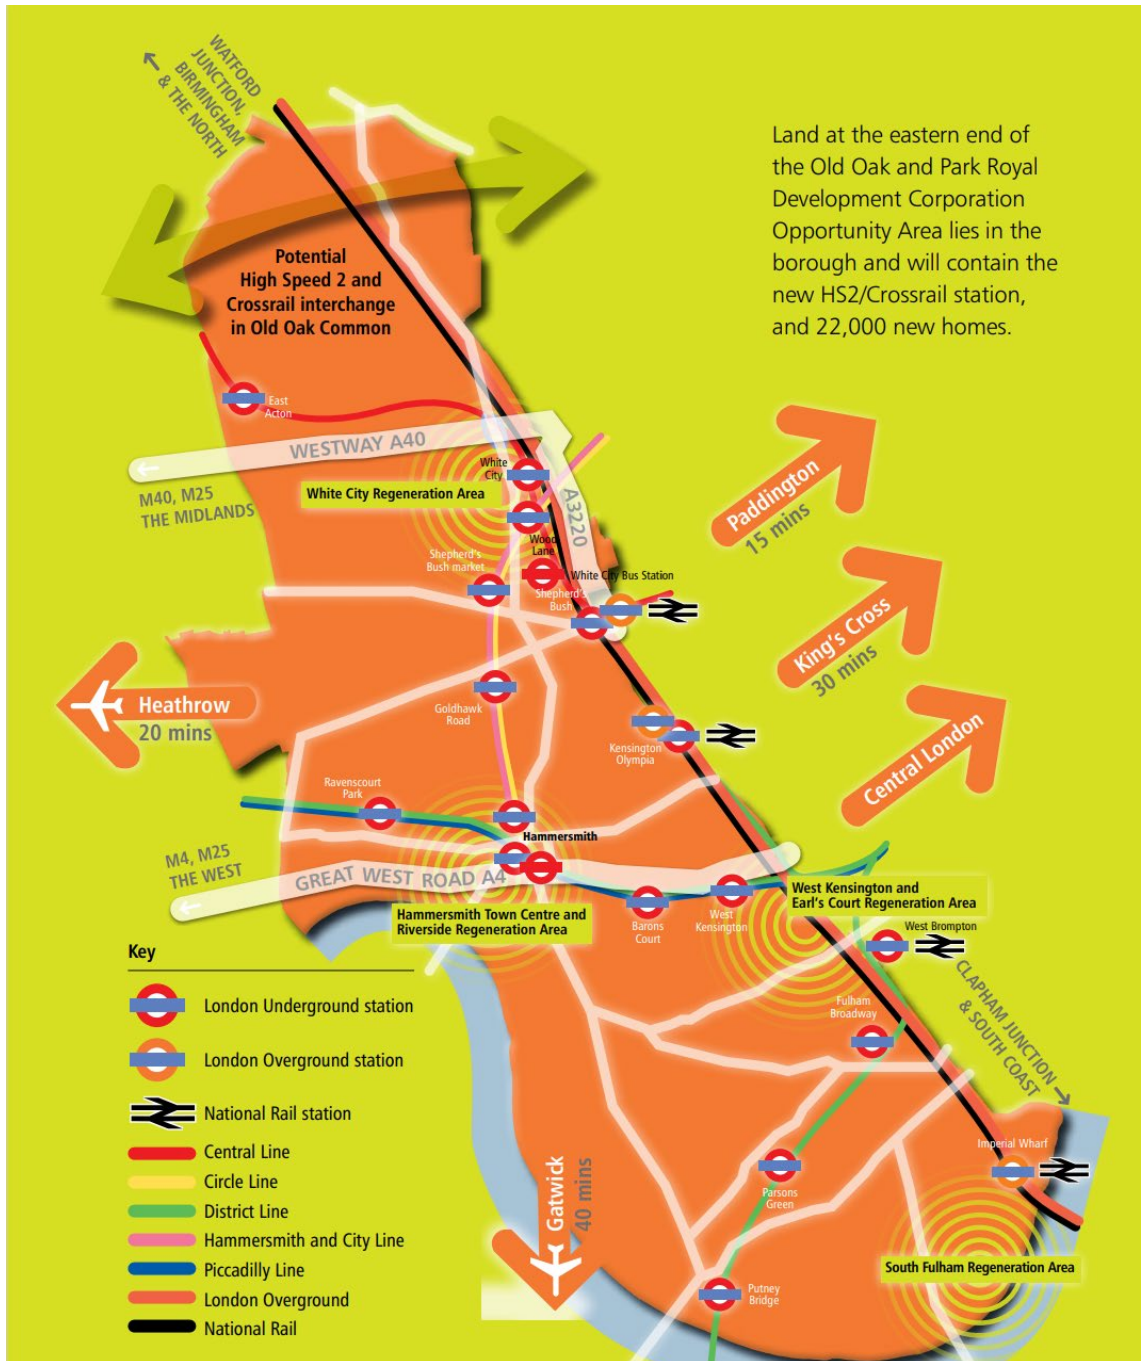 WATFORD
JUNCTION,
BIRMINGHAM
& THE NORTH
Land at the eastern end of
the Old Oak and Park Royal
Development Corporation
Opportunity Area lies in the
borough and will contain the
new HS2/Crossrail station,
and 22,000 new homes.
Potential
High Speed 2 and
Crossrail interchange
in Old Oak Common
East
Acton
WESTWAY A40
M40, M25
THE MIDLANDS
White
City
White City Regeneration Area
A3220
Wood
Lane
Shepherd's
Bush market
White City Bus Station
Shepherd's
Bush
Paddington
15 mins
King's Cross
30 mins
Central London
Heathrow
20 mins
Goldhawk
Road
Kensington
Olympia
Ravenscourt
Park
Hammersmith
M4, M25
THE WEST
GREAT WEST ROAD A4
Hammersmith Town Centre and
Riverside Regeneration Area
Barons
Court
West
Kensington
West Kensington and
Earl's Court Regeneration Area
West Brompton
CLAPHAM JUNCTION
& SOUTH COAST
Fulham
Broadway
Imperial Wharf
Parsons
Green
South Fulham Regeneration Area
Putney
Bridge
Gatwick
40 mins
Key
London Underground station
London Overground station
National Rail station
Central Line
Circle Line
District Line
Hammersmith and City Line
Piccadilly Line
London Overground
National Rail